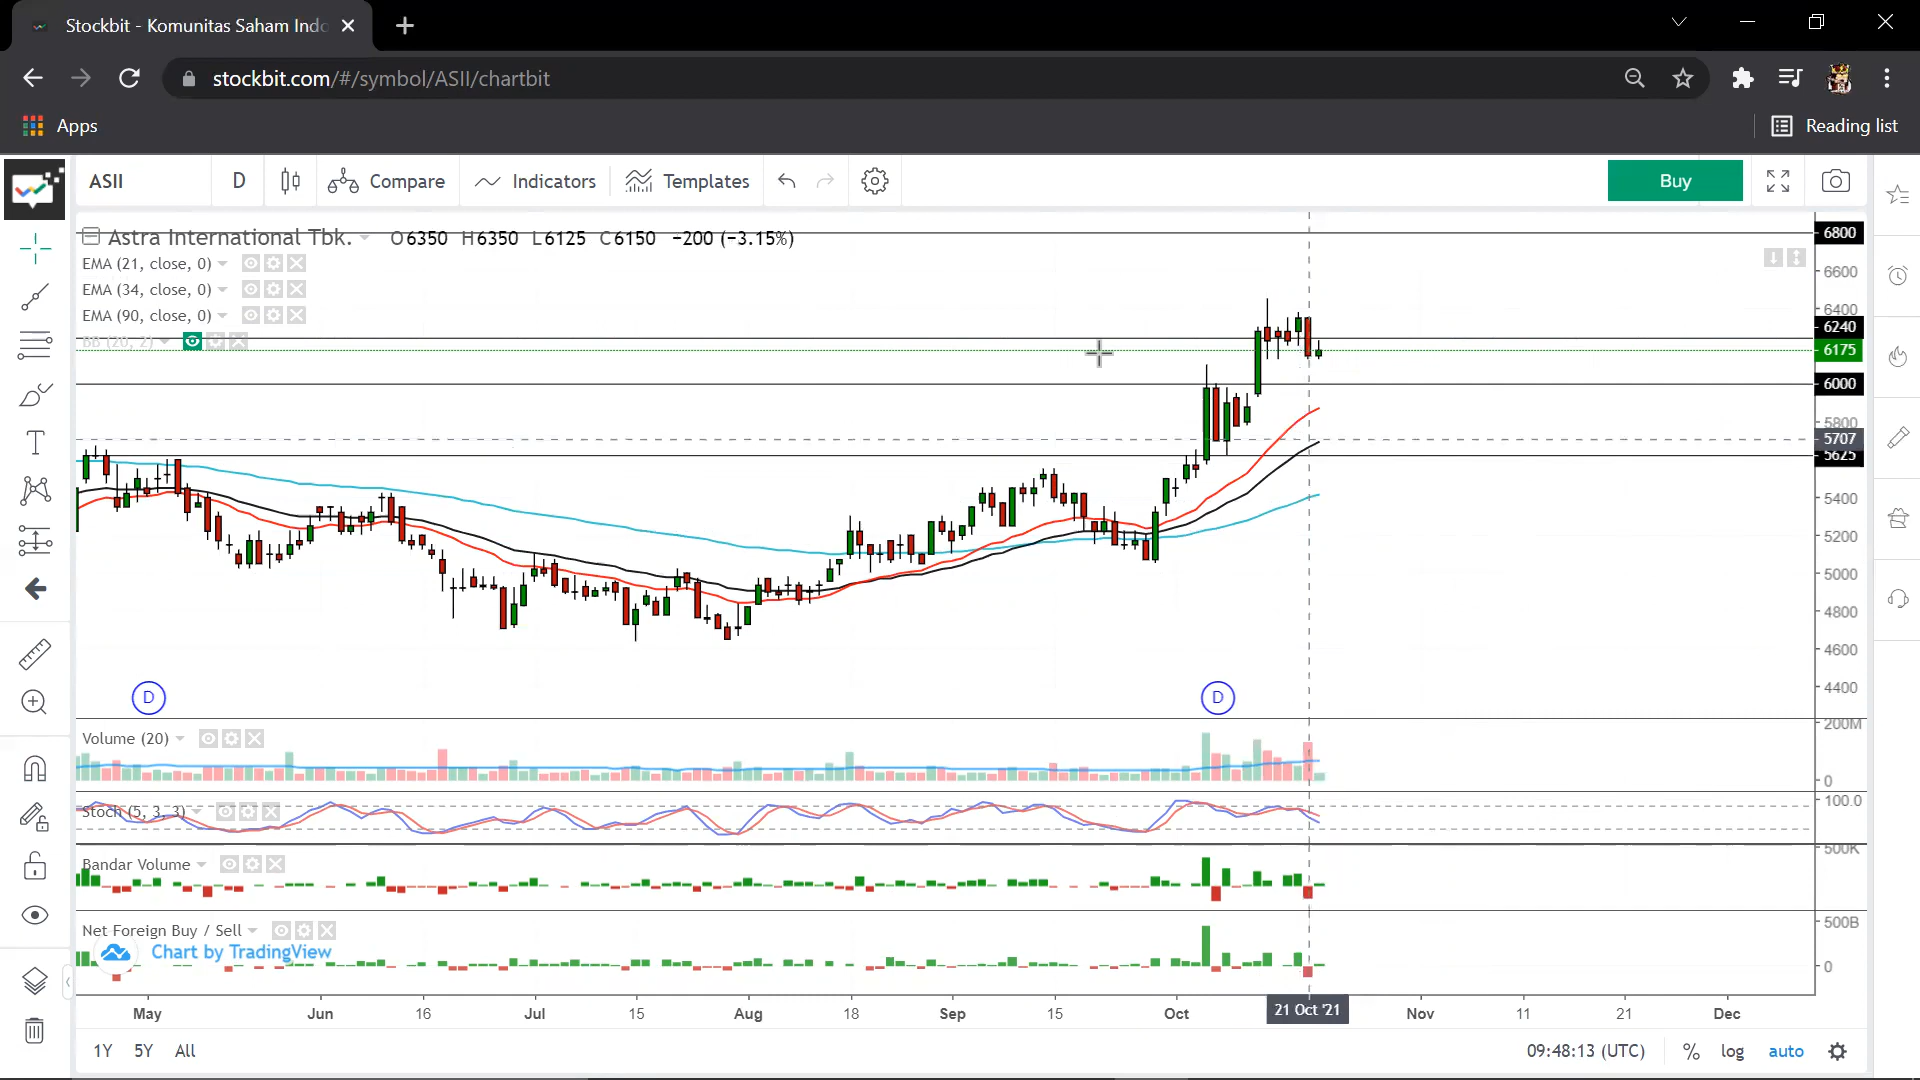 Stockbit - Komunitas Saham Indo
stockbit.com/#/symbol/ASII/chartbit
Apps
Reading list
ASII D Compare Indicators Templates Buy
Astra International Tbk. O6350 H6350 L6125 C6150 −200 (−3.15%)
EMA (21, close, 0)
EMA (34, close, 0)
EMA (90, close, 0)
BB (20, 2)
6800
6600
6400
6240
6175
6000
5800
5707
5625
5400
5200
5000
4800
4600
4400
D D
Volume (20)
200M
0
Stoch (5, 3, 3)
100.0
Bandar Volume
500K
Net Foreign Buy / Sell
500B
Chart by TradingView
0
May Jun 16 Jul 15 Aug 18 Sep 15 Oct 21 Oct '21 Nov 11 21 Dec
1Y 5Y All 09:48:13 (UTC) % log auto